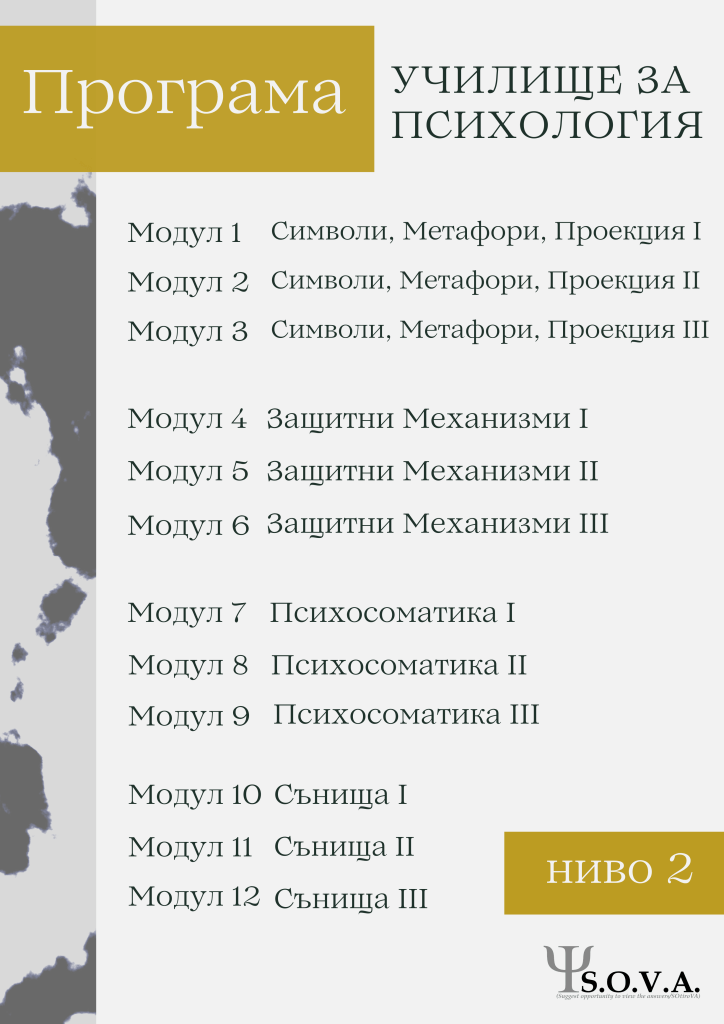 Програма
УЧИЛИЩЕ ЗА
ПСИХОЛОГИЯ
Модул 1 Символи, Метафори, Проекция I
Модул 2 Символи, Метафори, Проекция II
Модул 3 Символи, Метафори, Проекция III
Модул 4 Защитни Механизми I
Модул 5 Защитни Механизми II
Модул 6 Защитни Механизми III
Модул 7 Психосоматика I
Модул 8 Психосоматика II
Модул 9 Психосоматика III
Модул 10 Сънища I
Модул 11 Сънища II
Модул 12 Сънища III
ниво 2
Ψ S.O.V.A.
(Suggest opportunity to view the answers/